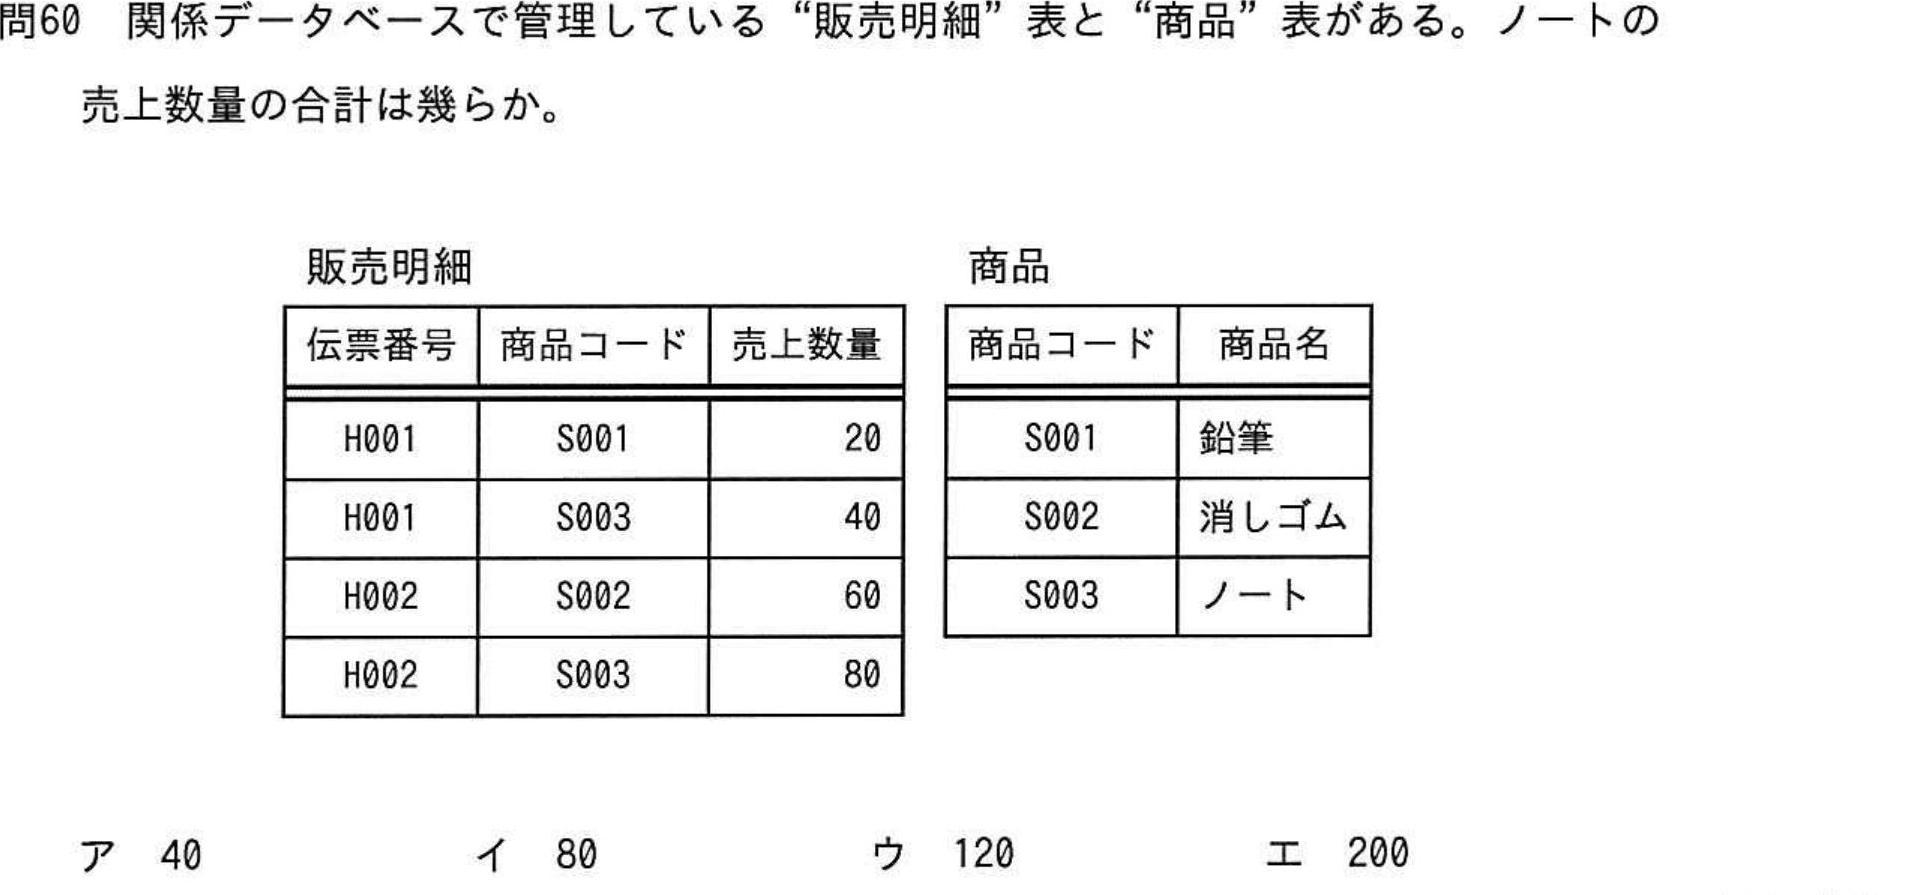 問60 関係データベースで管理している“販売明細”表と“商品”表がある。ノートの
売上数量の合計は幾らか。
販売明細
伝票番号 商品コード 売上数量
H001 S001 20
H001 S003 40
H002 S002 60
H002 S003 80
商品
商品コード 商品名
S001 鉛筆
S002 消しゴム
S003 ノート
ア 40 イ 80 ウ 120 エ 200